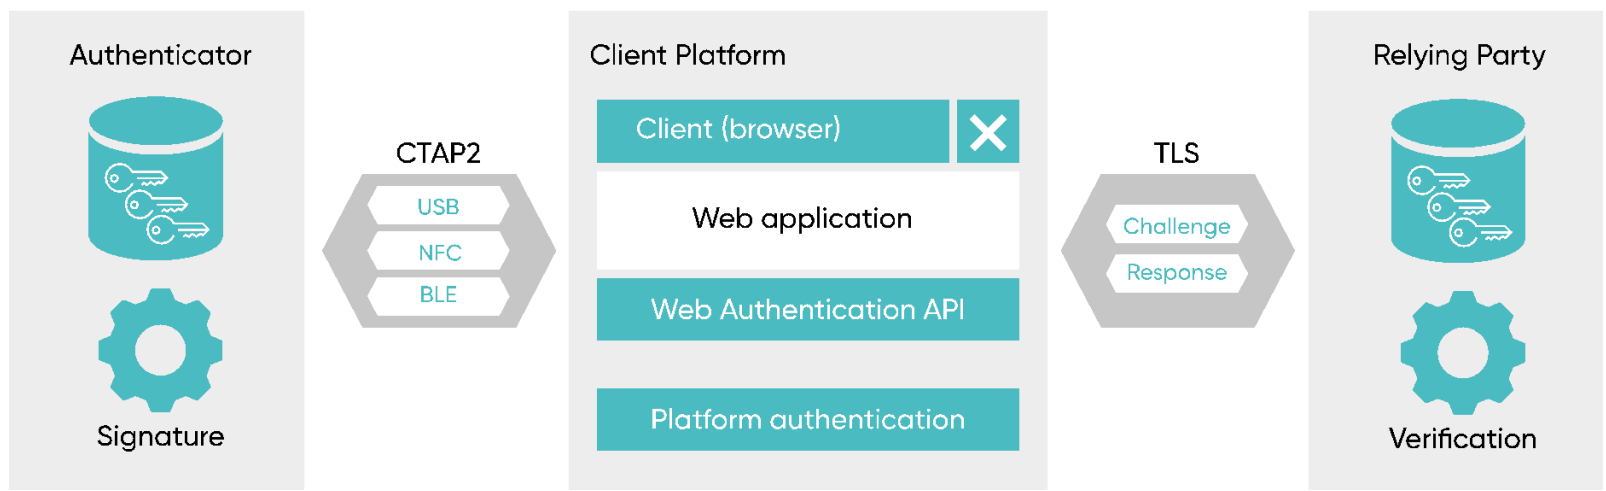 Authenticator
Signature
CTAP2
USB
NFC
BLE
Client Platform
Client (browser)
Web application
Web Authentication API
Platform authentication
TLS
Challenge
Response
Relying Party
Verification